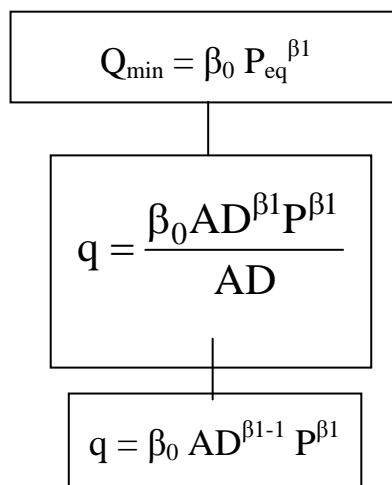 Q_min = β₀ P_eq^β1
q = β₀AD^β1P^β1 / AD
q = β₀ AD^β1-1 P^β1